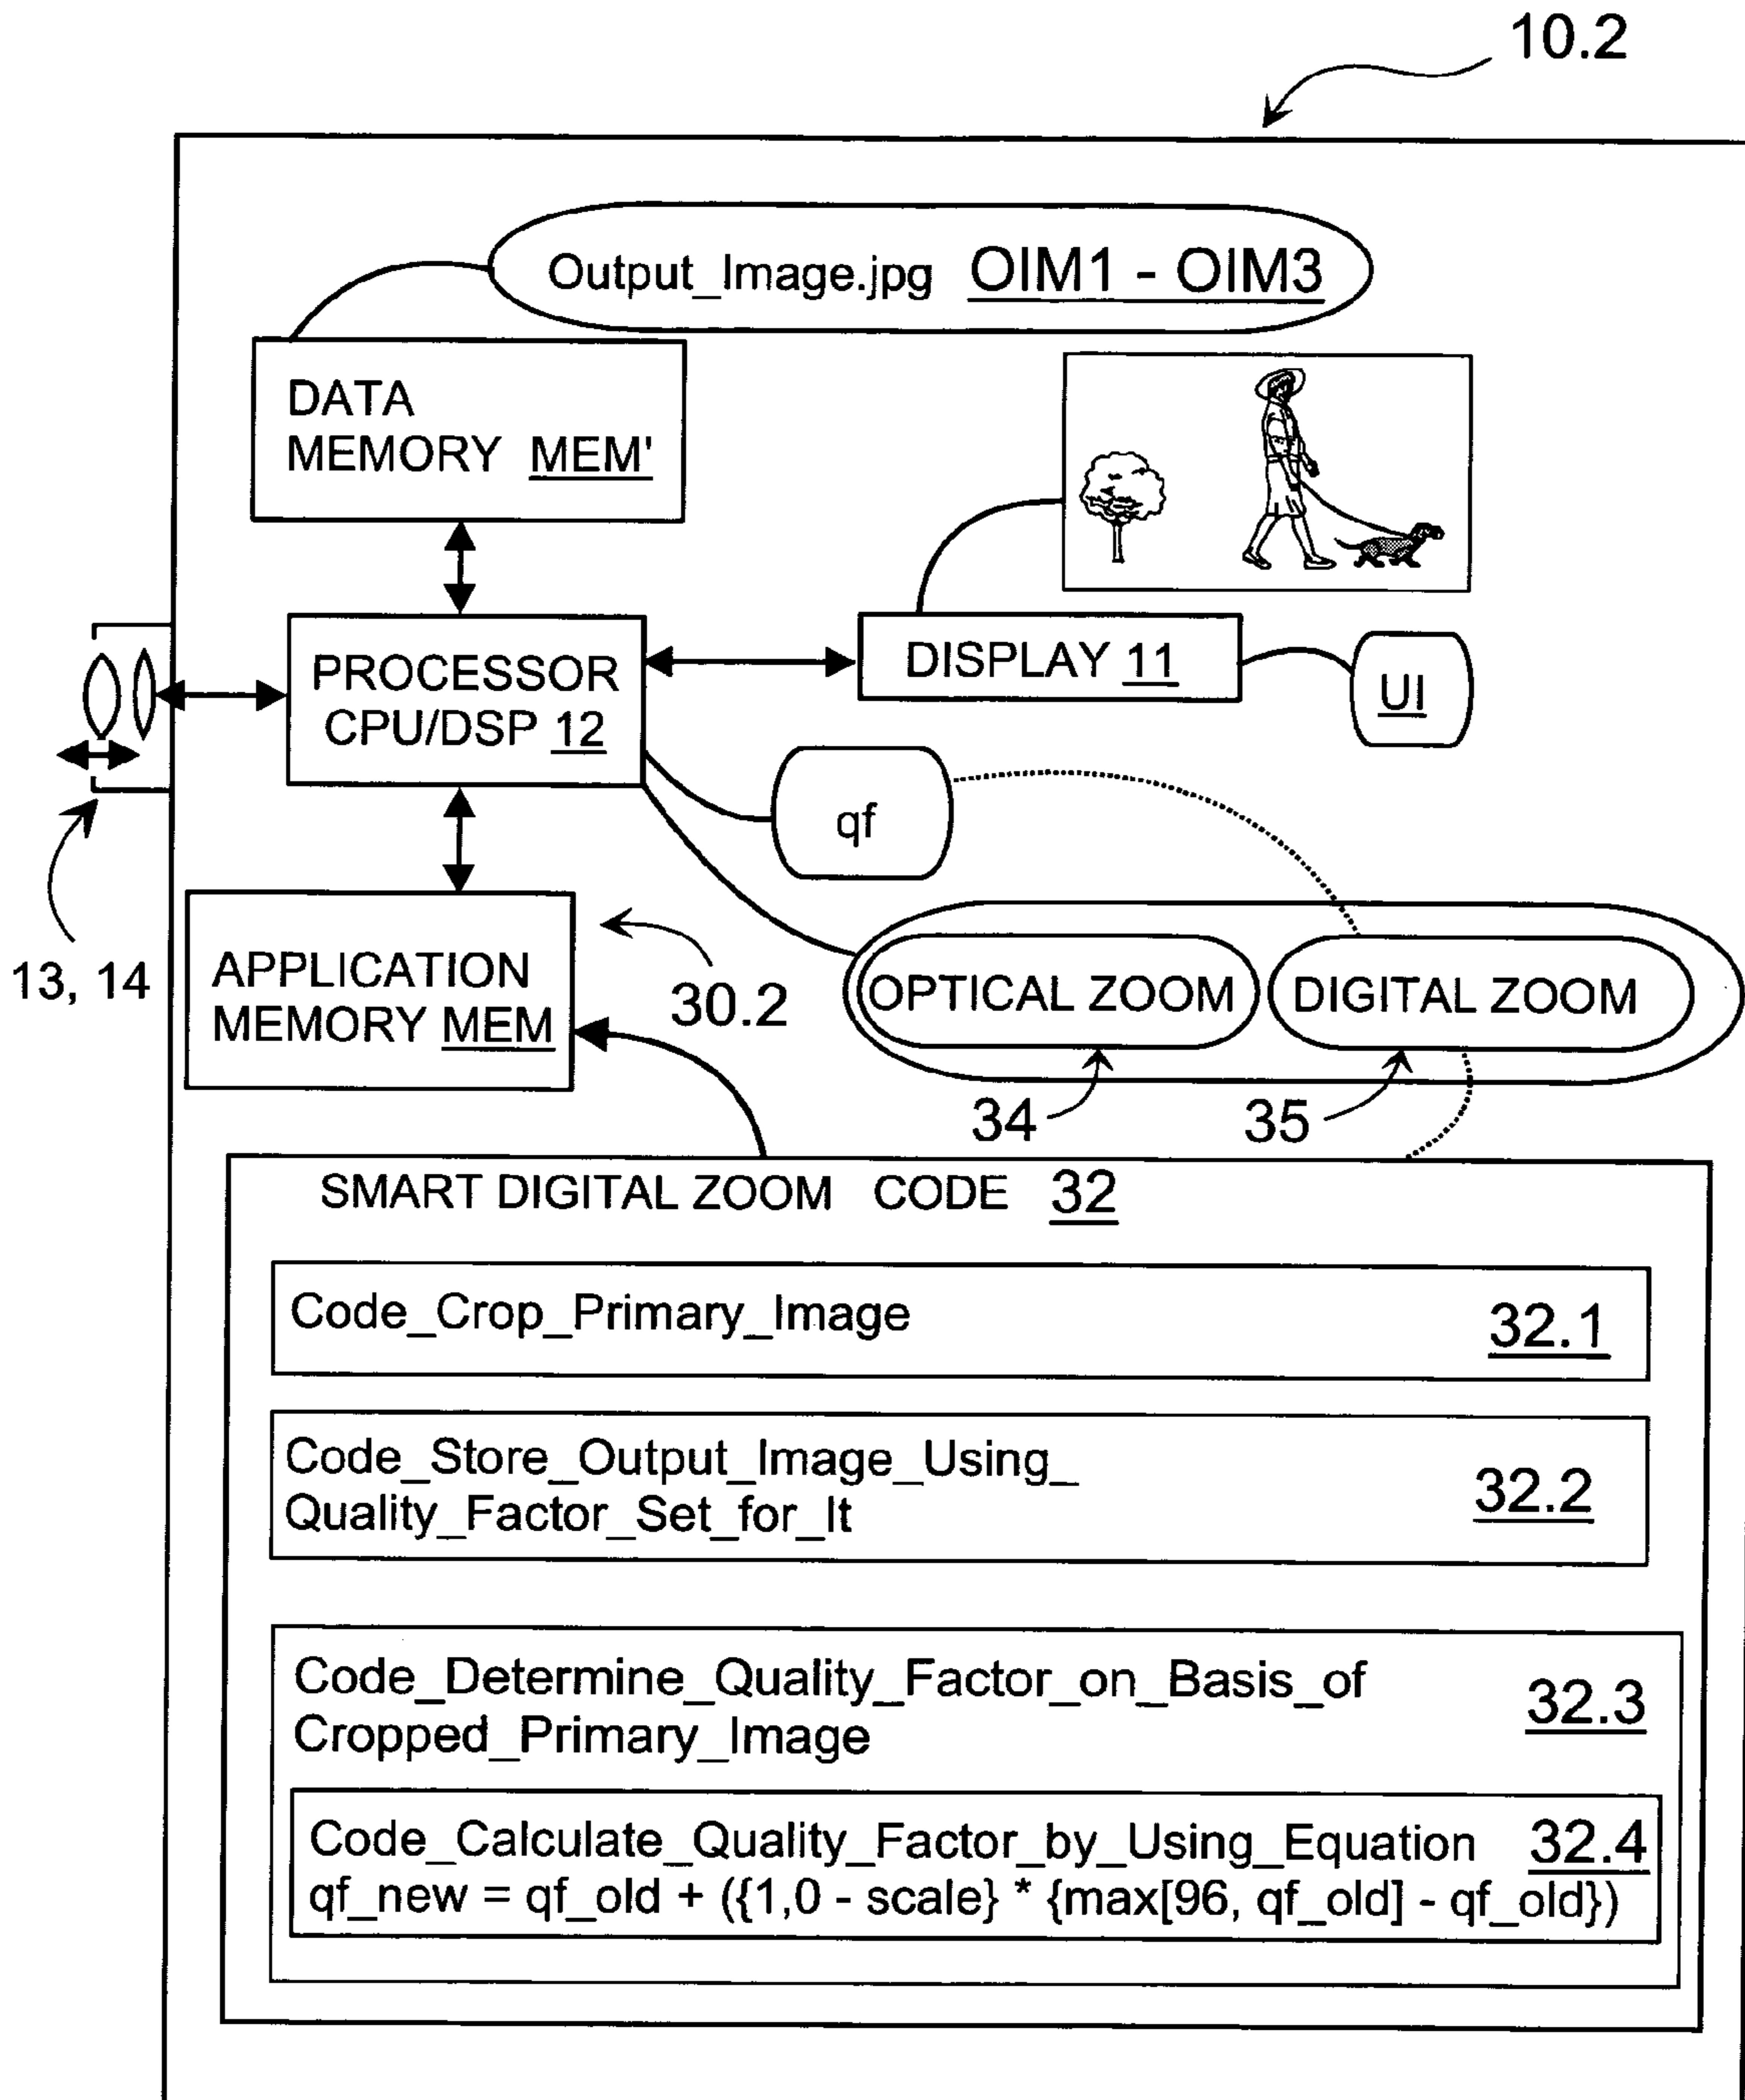 10.2
Output_Image.jpg OIM1 - OIM3
DATA
MEMORY MEM'
PROCESSOR
CPU/DSP 12
DISPLAY 11
UI
qf
13, 14
APPLICATION
MEMORY MEM
30.2
OPTICAL ZOOM
DIGITAL ZOOM
34
35
SMART DIGITAL ZOOM CODE 32
Code_Crop_Primary_Image 32.1
Code_Store_Output_Image_Using_
Quality_Factor_Set_for_It 32.2
Code_Determine_Quality_Factor_on_Basis_of
Cropped_Primary_Image 32.3
Code_Calculate_Quality_Factor_by_Using_Equation 32.4
qf_new = qf_old + ({1,0 - scale} * {max[96, qf_old] - qf_old})